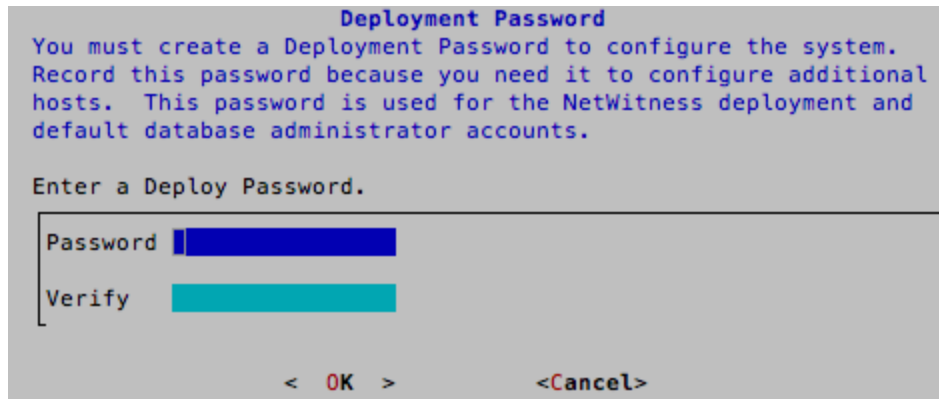 Deployment Password
You must create a Deployment Password to configure the system.
Record this password because you need it to configure additional
hosts.  This password is used for the NetWitness deployment and
default database administrator accounts.
Enter a Deploy Password.
Password
Verify
<  OK  >  <Cancel>